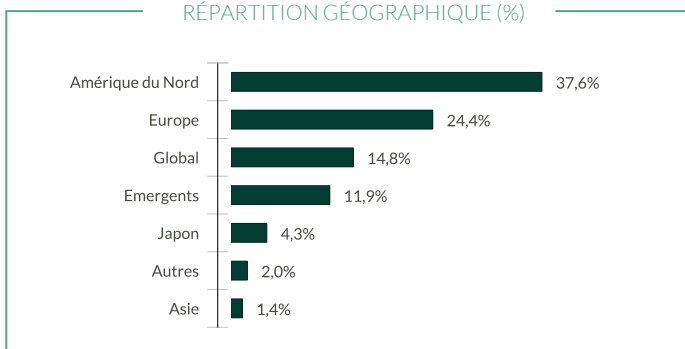 RÉPARTITION GÉOGRAPHIQUE (%)
Amérique du Nord 37,6%
Europe 24,4%
Global 14,8%
Emergents 11,9%
Japon 4,3%
Autres 2,0%
Asie 1,4%